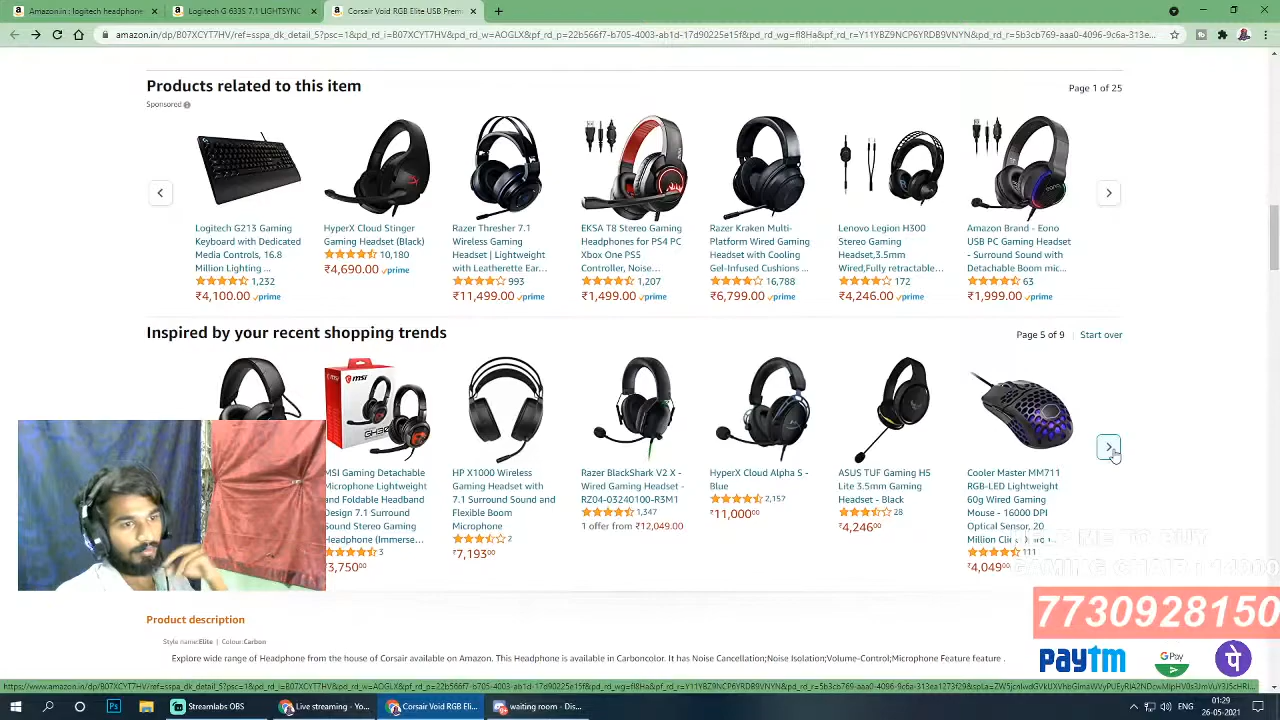 Amazon.in: logitech headphone
Logitech G 633S 7.1-LIGHTSYNC
Corsair Void RGB Elite USB Prem
Products related to this item
Page 1 of 25
Sponsored
Logitech G213 Gaming
Keyboard with Dedicated
Media Controls, 16.8
Million Lighting ...
1,232
₹4,100.00 prime
HyperX Cloud Stinger
Gaming Headset (Black)
10,180
₹4,690.00 prime
Razer Thresher 7.1
Wireless Gaming
Headset | Lightweight
with Leatherette Ear...
993
₹11,499.00 prime
EKSA T8 Stereo Gaming
Headphones for PS4 PC
Xbox One PS5
Controller, Noise...
1,207
₹1,499.00 prime
Razer Kraken Multi-
Platform Wired Gaming
Headset with Cooling
Gel-Infused Cushions ...
16,788
₹6,799.00 prime
Lenovo Legion H300
Stereo Gaming
Headset,3.5mm
Wired,Fully retractable...
172
₹4,246.00 prime
Amazon Brand - Eono
USB PC Gaming Headset
- Surround Sound with
Detachable Boom mic...
63
₹1,999.00 prime
Inspired by your recent shopping trends
Page 5 of 9 | Start over
MSI Gaming Detachable
Microphone Lightweight
and Foldable Headband
Design 7.1 Surround
Sound Stereo Gaming
Headphone (Immerse...
3
₹3,750⁰⁰
HP X1000 Wireless
Gaming Headset with
7.1 Surround Sound and
Flexible Boom
Microphone
2
₹7,193⁰⁰
Razer BlackShark V2 X -
Wired Gaming Headset -
RZ04-03240100-R3M1
1,347
1 offer from ₹12,049.00
HyperX Cloud Alpha S -
Blue
2,157
₹11,000⁰⁰
ASUS TUF Gaming H5
Lite 3.5mm Gaming
Headset - Black
28
₹4,246⁰⁰
Cooler Master MM711
RGB-LED Lightweight
60g Wired Gaming
Mouse - 16000 DPI
Optical Sensor, 20
Million
111
₹4,049⁰⁰
ME TO BUY
GAMING CHAIR
7730928150
paytm
G Pay
पे
Product description
Style name:Elite | Colour:Carbon
Explore wide range of Headphone from the house of Corsair available on Amazon. This Headphone is available in Carboncolor. It has Noise Cancellation;Noise Isolation;Volume-Control;Microphone Feature feature .
Streamlabs OBS
Live streaming - Yo...
Corsair Void RGB Eli...
waiting room - Dis...
01:29
26-05-2021